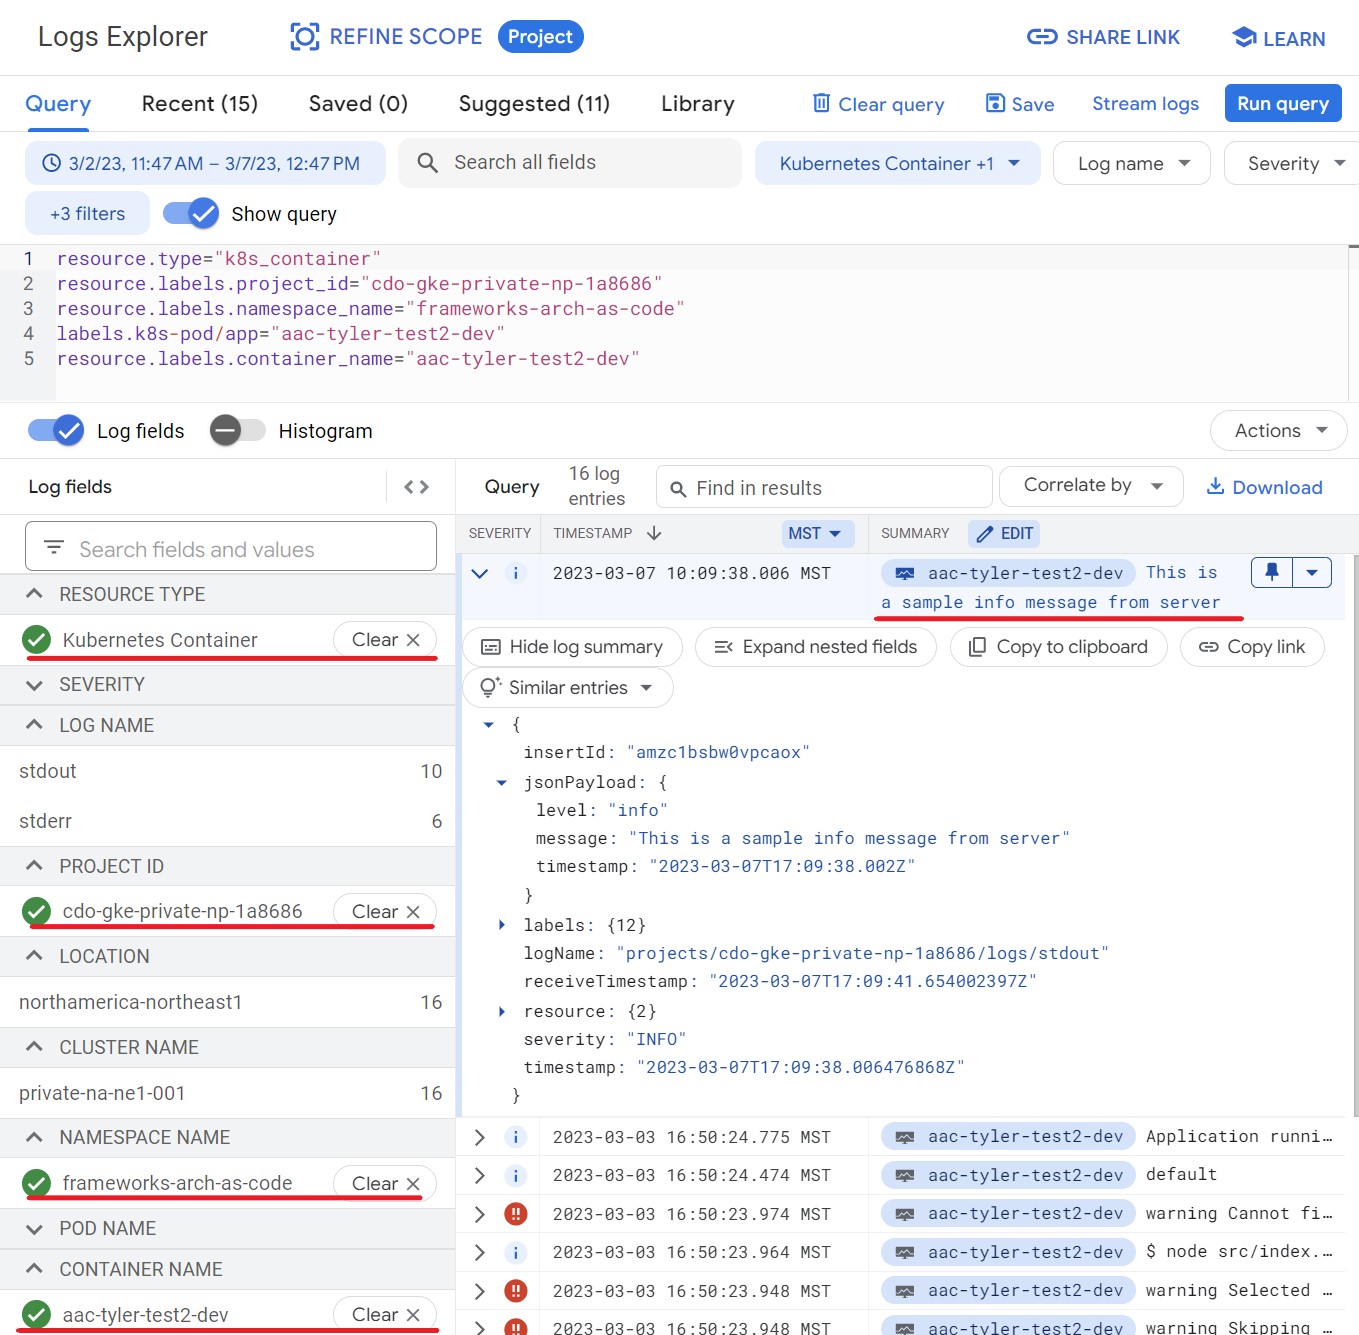 Logs Explorer
REFINE SCOPE
Project
SHARE LINK
LEARN
Query
Recent (15)
Saved (0)
Suggested (11)
Library
Clear query
Save
Stream logs
Run query
3/2/23, 11:47 AM – 3/7/23, 12:47 PM
Search all fields
Kubernetes Container +1
Log name
Severity
+3 filters
Show query
1 resource.type="k8s_container"
2 resource.labels.project_id="cdo-gke-private-np-1a8686"
3 resource.labels.namespace_name="frameworks-arch-as-code"
4 labels.k8s-pod/app="aac-tyler-test2-dev"
5 resource.labels.container_name="aac-tyler-test2-dev"
Log fields
Histogram
Actions
Log fields
Search fields and values
RESOURCE TYPE
Kubernetes Container Clear
SEVERITY
LOG NAME
stdout 10
stderr 6
PROJECT ID
cdo-gke-private-np-1a8686 Clear
LOCATION
northamerica-northeast1 16
CLUSTER NAME
private-na-ne1-001 16
NAMESPACE NAME
frameworks-arch-as-code Clear
POD NAME
CONTAINER NAME
aac-tyler-test2-dev Clear
Query
16 log
entries
Find in results
Correlate by
Download
SEVERITY TIMESTAMP MST SUMMARY EDIT
2023-03-07 10:09:38.006 MST aac-tyler-test2-dev This is
a sample info message from server
Hide log summary
Expand nested fields
Copy to clipboard
Copy link
Similar entries
{
insertId: "amzc1bsbw0vpcaox"
jsonPayload: {
level: "info"
message: "This is a sample info message from server"
timestamp: "2023-03-07T17:09:38.002Z"
}
labels: {12}
logName: "projects/cdo-gke-private-np-1a8686/logs/stdout"
receiveTimestamp: "2023-03-07T17:09:41.654002397Z"
resource: {2}
severity: "INFO"
timestamp: "2023-03-07T17:09:38.006476868Z"
}
2023-03-03 16:50:24.775 MST aac-tyler-test2-dev Application runni…
2023-03-03 16:50:24.474 MST aac-tyler-test2-dev default
2023-03-03 16:50:23.974 MST aac-tyler-test2-dev warning Cannot fi…
2023-03-03 16:50:23.964 MST aac-tyler-test2-dev $ node src/index.…
2023-03-03 16:50:23.948 MST aac-tyler-test2-dev warning Selected …
2023-03-03 16:50:23.948 MST aac-tyler-test2-dev warning Skipping …